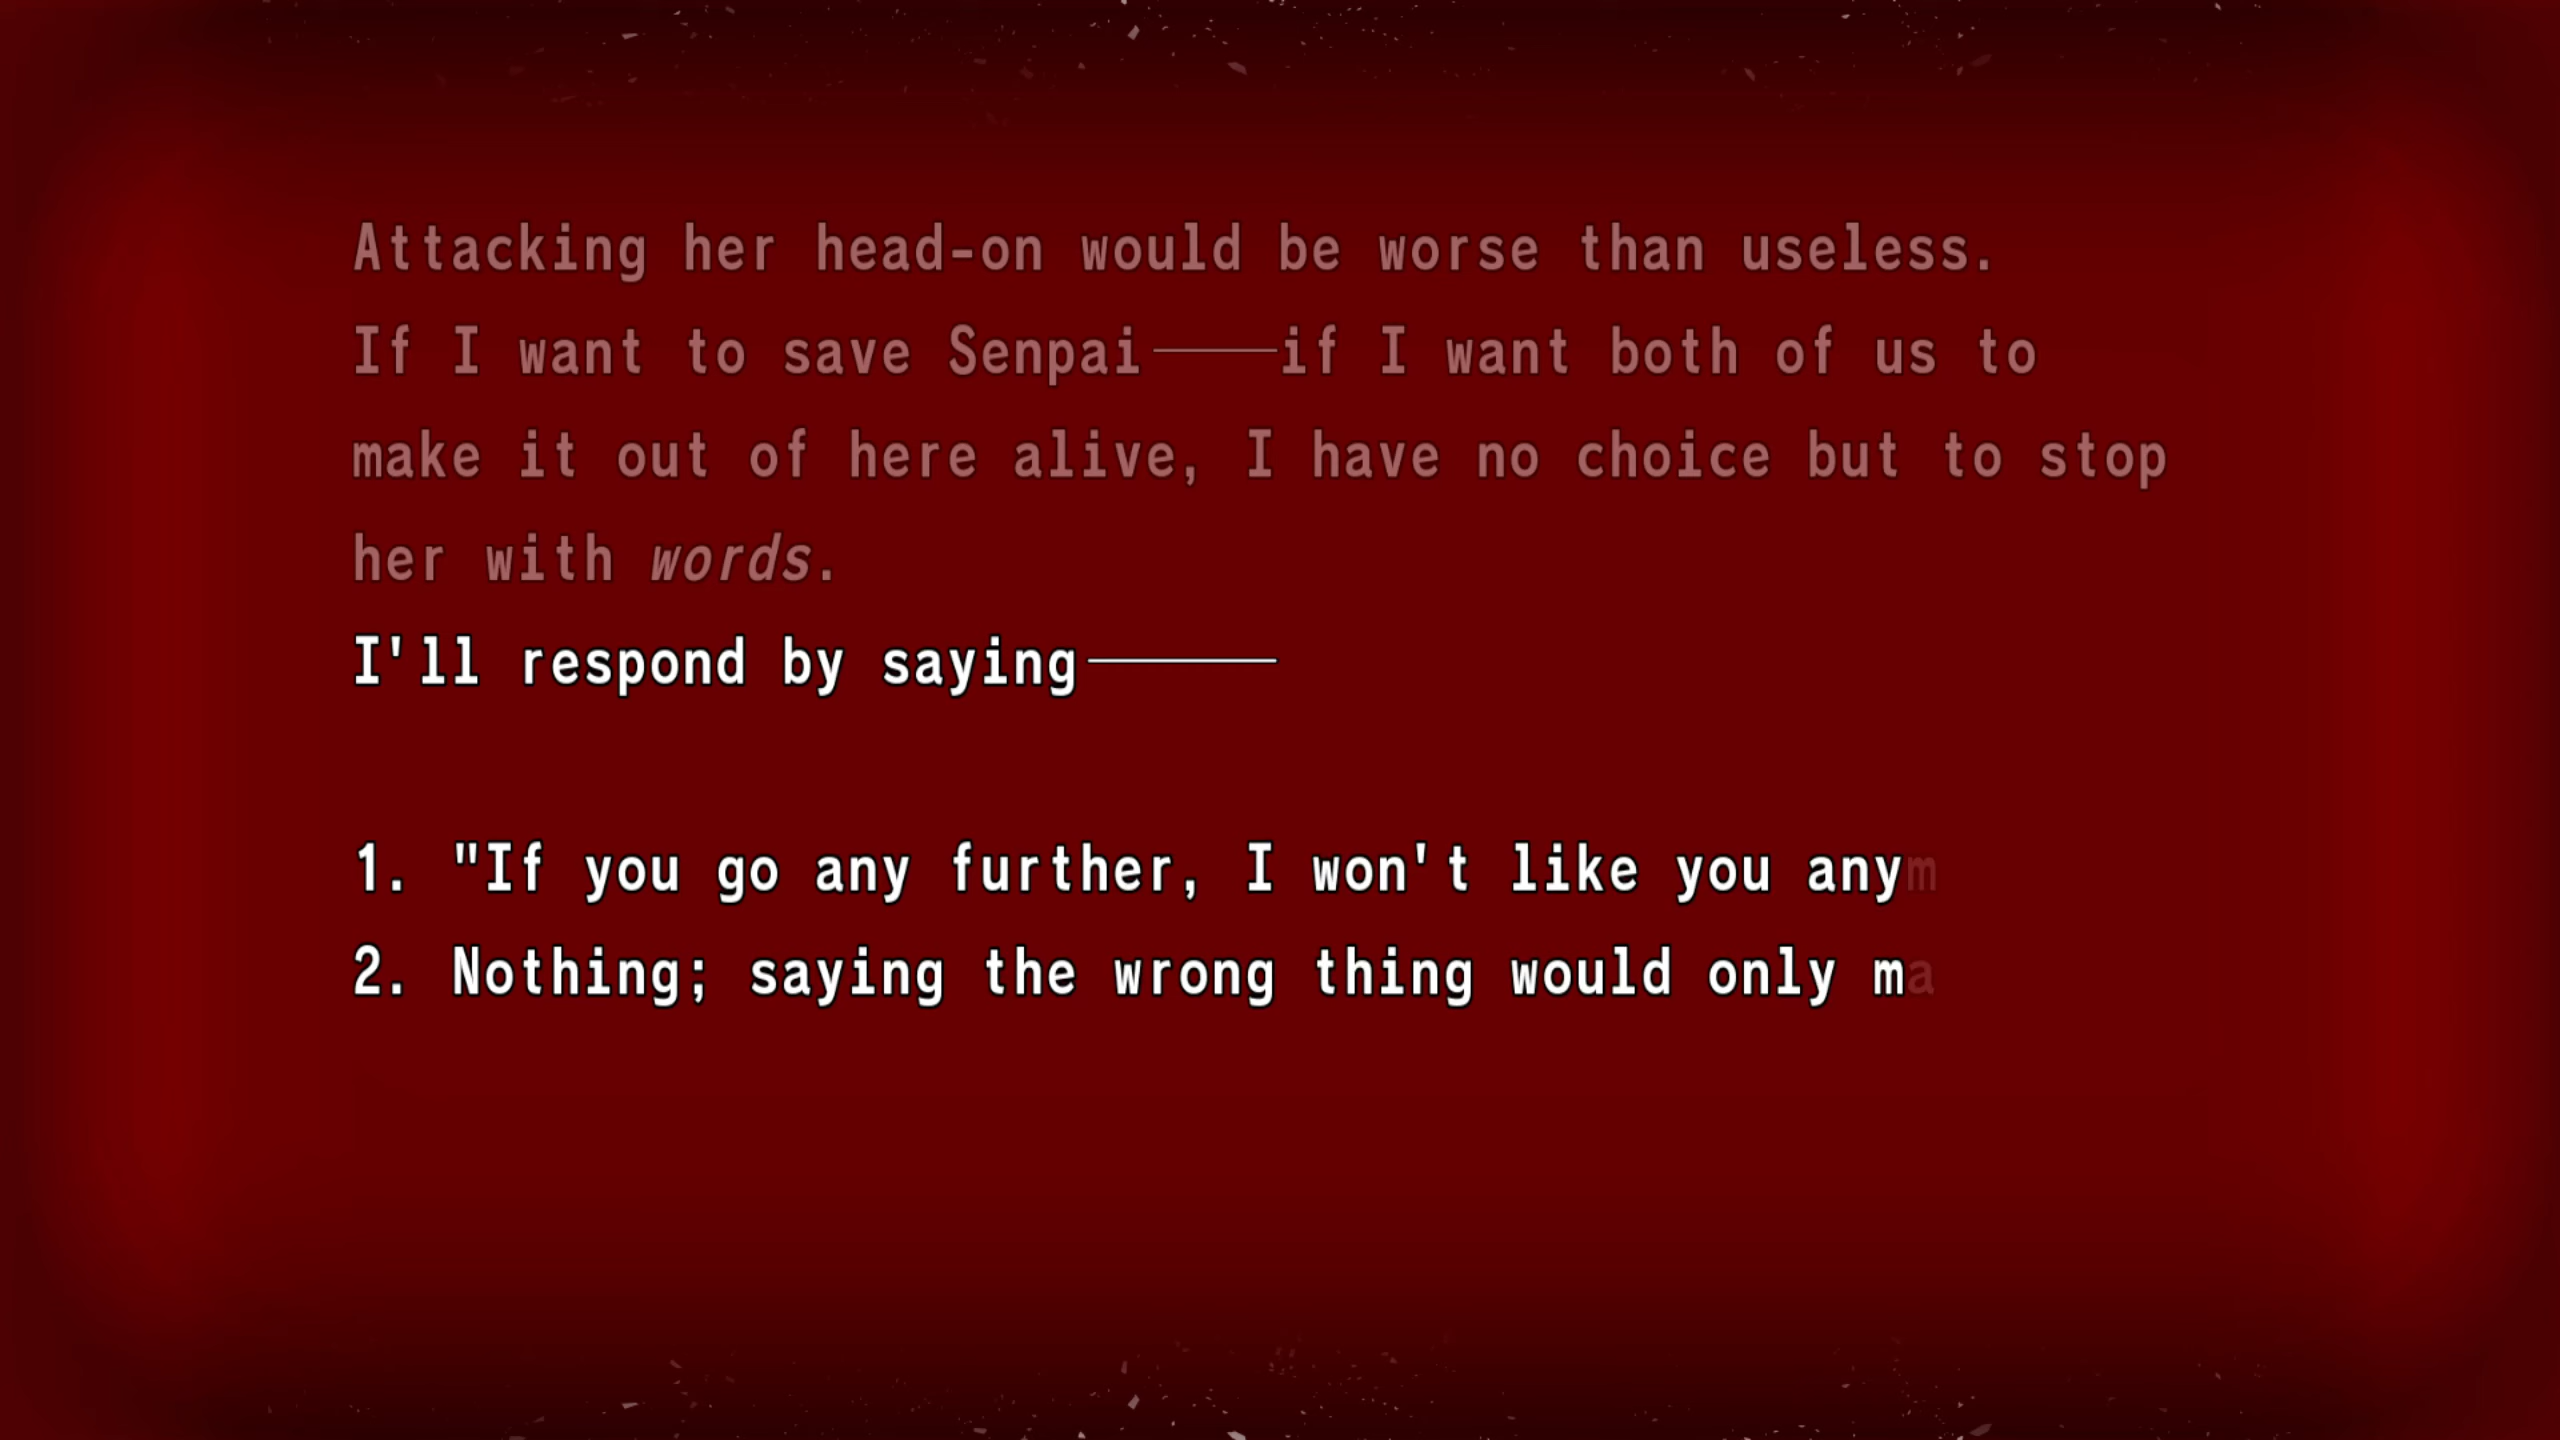 Attacking her head-on would be worse than useless.
If I want to save Senpai――――if I want both of us to
make it out of here alive, I have no choice but to stop
her with words.
I'll respond by saying――――――
1. "If you go any further, I won't like you anym
2. Nothing; saying the wrong thing would only ma